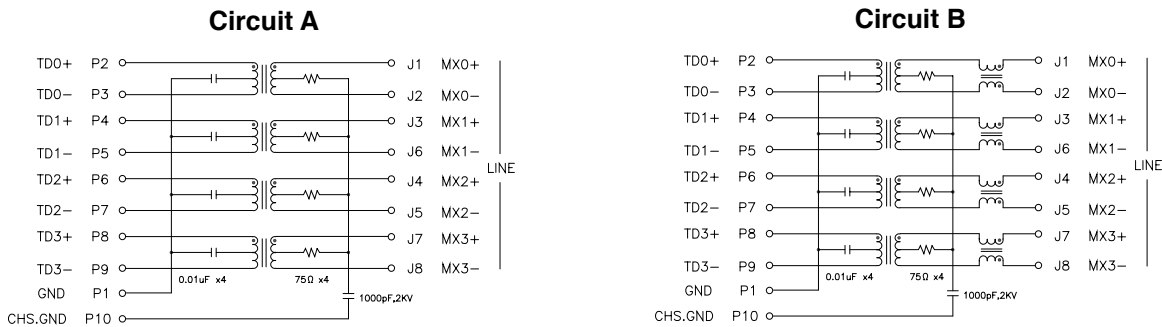 Circuit A
TD0+ P2 J1 MX0+
TD0- P3 J2 MX0-
TD1+ P4 J3 MX1+
TD1- P5 J6 MX1-
LINE
TD2+ P6 J4 MX2+
TD2- P7 J5 MX2-
TD3+ P8 J7 MX3+
TD3- P9 J8 MX3-
0.01uF x4 75Ω x4
GND P1
1000pF,2KV
CHS.GND P10
Circuit B
TD0+ P2 J1 MX0+
TD0- P3 J2 MX0-
TD1+ P4 J3 MX1+
TD1- P5 J6 MX1-
LINE
TD2+ P6 J4 MX2+
TD2- P7 J5 MX2-
TD3+ P8 J7 MX3+
TD3- P9 J8 MX3-
0.01uF x4 75Ω x4
GND P1
1000pF,2KV
CHS.GND P10